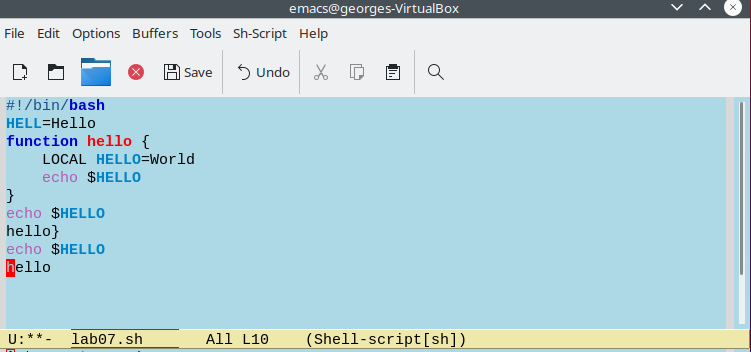 emacs@georges-VirtualBox
File Edit Options Buffers Tools Sh-Script Help
Save Undo
#!/bin/bash
HELL=Hello
function hello {
    LOCAL HELLO=World
    echo $HELLO
}
echo $HELLO
hello}
echo $HELLO
hello
U:**- lab07.sh All L10 (Shell-script[sh])